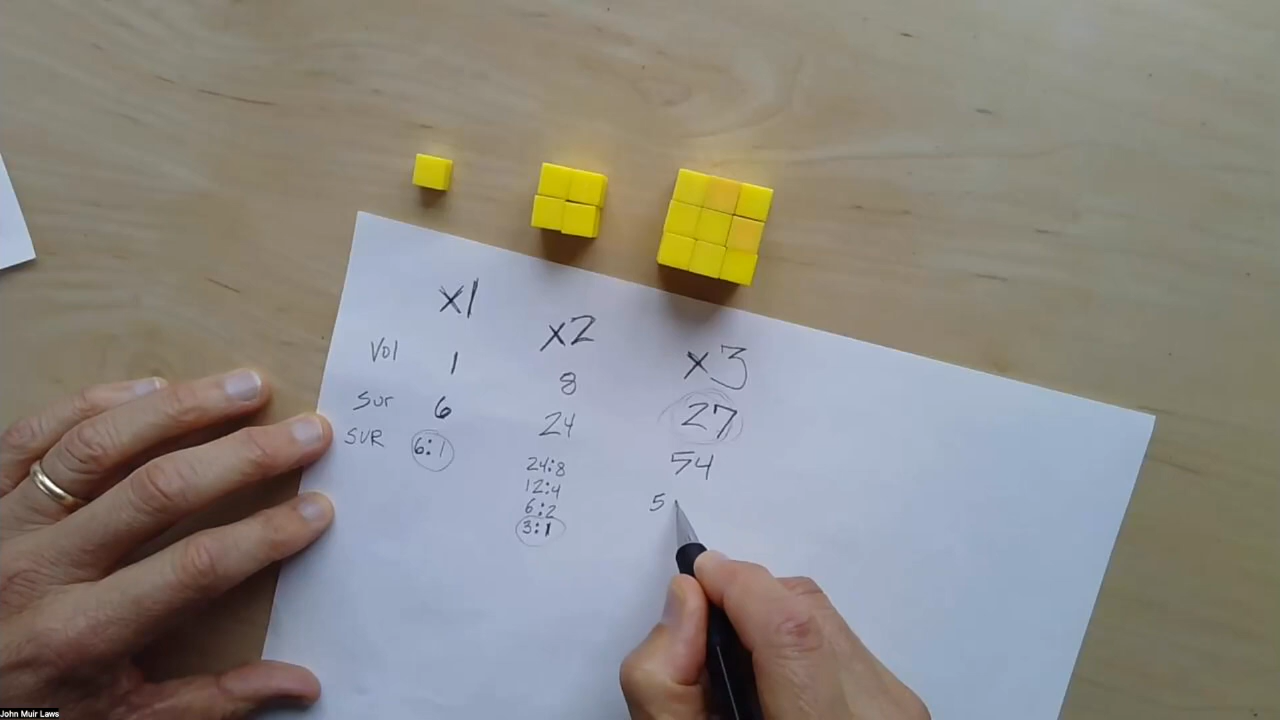 x1 x2 x3
Vol 1 8 27
Sur 6 24 54
SVR 6:1 24:8 5
12:4
6:2
3:1
John Muir Laws